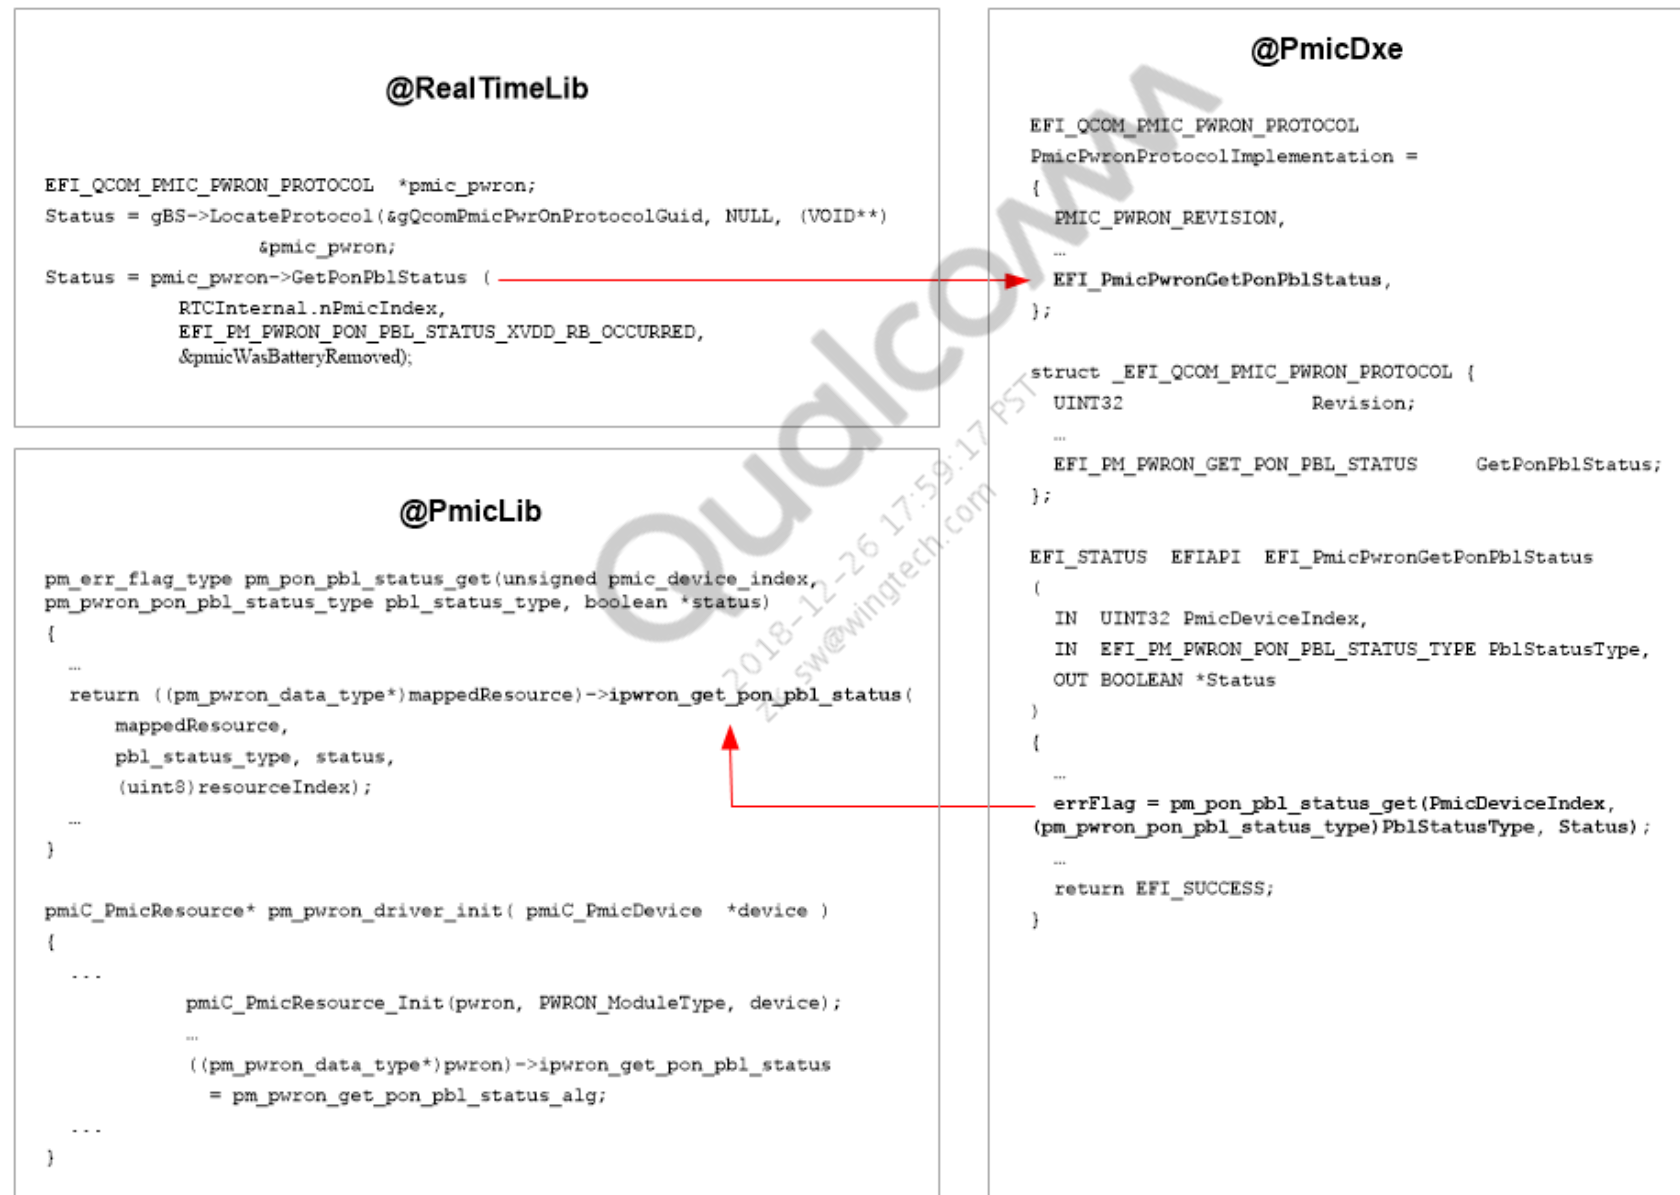 @RealTimeLib
EFI_QCOM_PMIC_PWRON_PROTOCOL *pmic_pwron;
Status = gBS->LocateProtocol(&gQcomPmicPwrOnProtocolGuid, NULL, (VOID**)
&pmic_pwron;
Status = pmic_pwron->GetPonPblStatus (
RTCInternal.nPmicIndex,
EFI_PM_PWRON_PON_PBL_STATUS_XVDD_RB_OCCURRED,
&pmicWasBatteryRemoved);
@PmicLib
pm_err_flag_type pm_pon_pbl_status_get(unsigned pmic_device_index,
pm_pwron_pon_pbl_status_type pbl_status_type, boolean *status)
{
…
return ((pm_pwron_data_type*)mappedResource)->ipwron_get_pon_pbl_status(
mappedResource,
pbl_status_type, status,
(uint8)resourceIndex);
…
}
pmiC_PmicResource* pm_pwron_driver_init( pmiC_PmicDevice *device )
{
...
pmiC_PmicResource_Init(pwron, PWRON_ModuleType, device);
…
((pm_pwron_data_type*)pwron)->ipwron_get_pon_pbl_status
= pm_pwron_get_pon_pbl_status_alg;
...
}
@PmicDxe
EFI_QCOM_PMIC_PWRON_PROTOCOL
PmicPwronProtocolImplementation =
{
PMIC_PWRON_REVISION,
…
EFI_PmicPwronGetPonPblStatus,
};
struct _EFI_QCOM_PMIC_PWRON_PROTOCOL {
UINT32 Revision;
…
EFI_PM_PWRON_GET_PON_PBL_STATUS GetPonPblStatus;
};
EFI_STATUS EFIAPI EFI_PmicPwronGetPonPblStatus
(
IN UINT32 PmicDeviceIndex,
IN EFI_PM_PWRON_PON_PBL_STATUS_TYPE PblStatusType,
OUT BOOLEAN *Status
)
{
…
errFlag = pm_pon_pbl_status_get(PmicDeviceIndex,
(pm_pwron_pon_pbl_status_type)PblStatusType, Status);
…
return EFI_SUCCESS;
}
Qualcomm
2018-12-26 17:59:17 PST
sw@wingtech.com